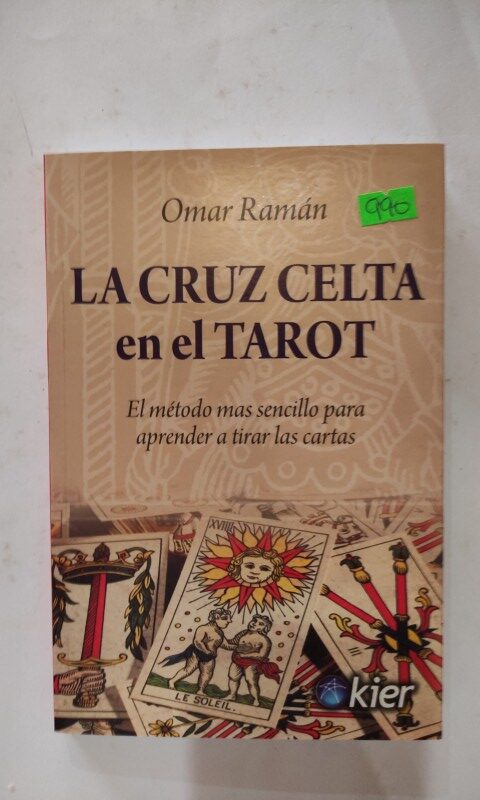 Omar Ramán
990
LA CRUZ CELTA
en el TAROT
El método mas sencillo para
aprender a tirar las cartas
XVIIII
LE SOLEIL.
kier